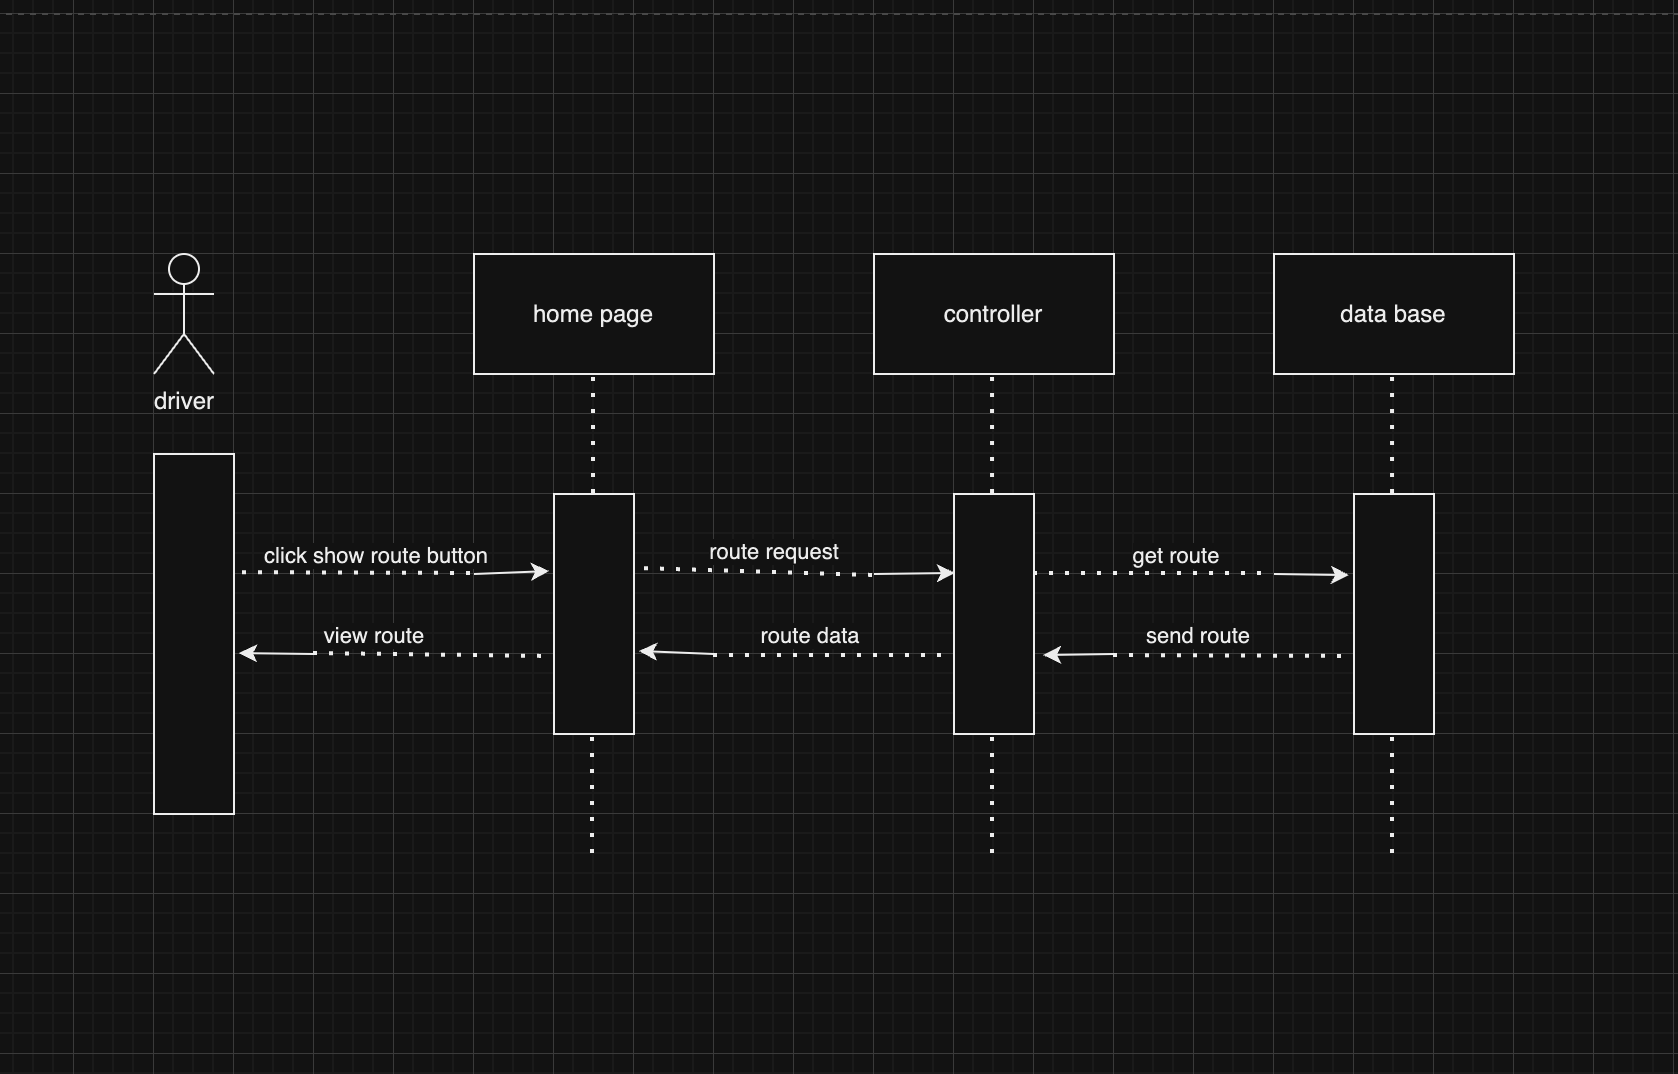 home page
controller
data base
driver
click show route button
route request
get route
view route
route data
send route